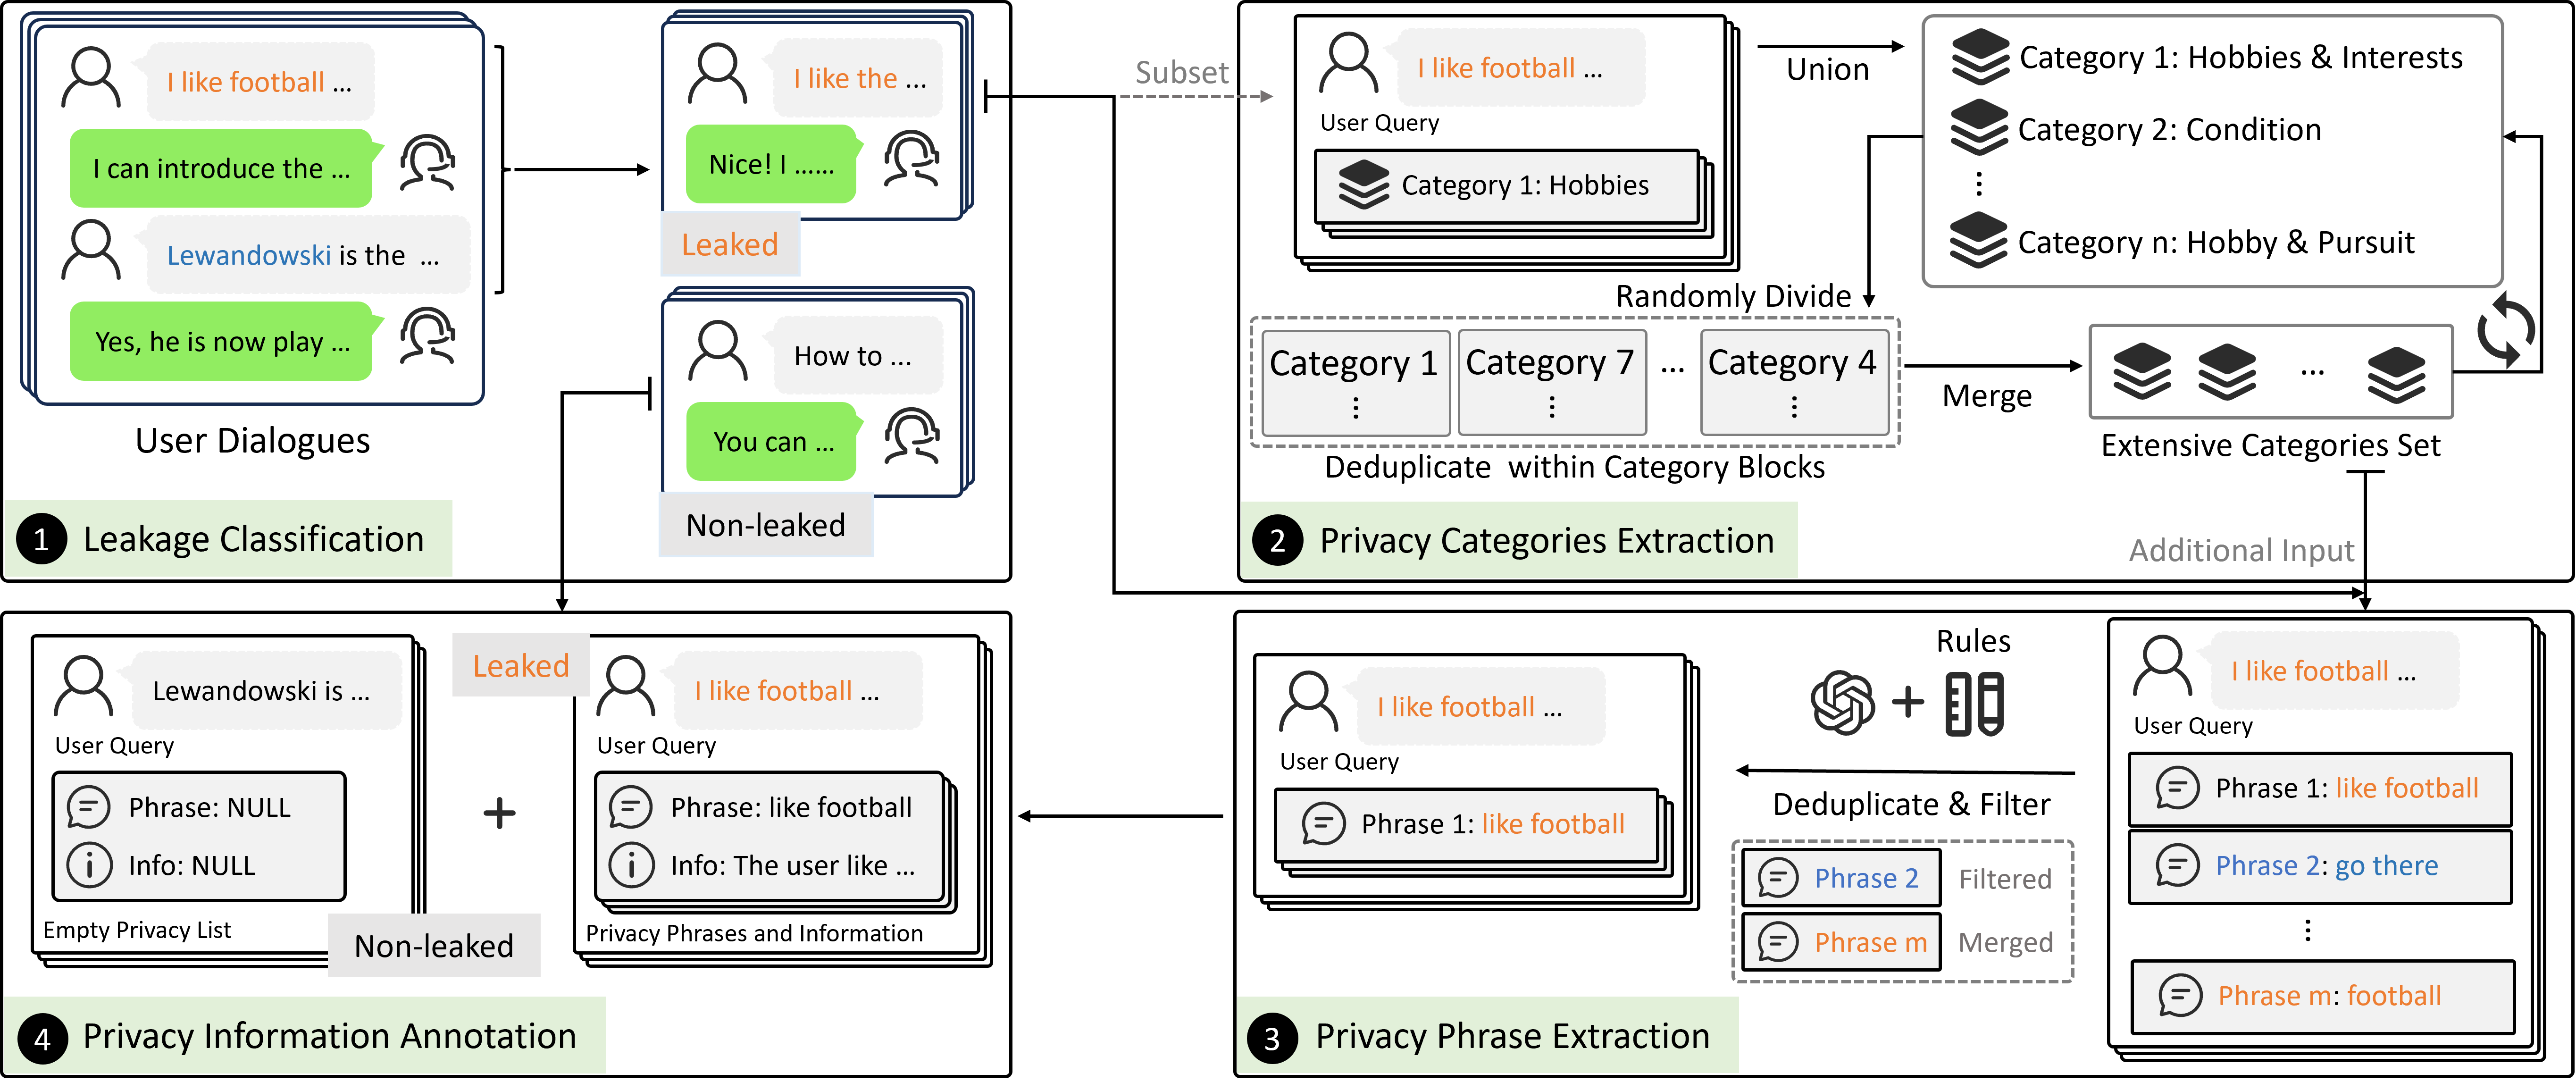 I like football ...
I can introduce the ...
Lewandowski is the ...
Yes, he is now play ...
User Dialogues
I like the ...
Nice! I ......
Leaked
How to ...
You can ...
Non-leaked
1 Leakage Classification
Subset
I like football ...
User Query
Category 1: Hobbies
Union
Category 1: Hobbies & Interests
Category 2: Condition
⋮
Category n: Hobby & Pursuit
Randomly Divide
Category 1
⋮
Category 7
⋮
...
Category 4
⋮
Deduplicate within Category Blocks
Merge
...
Extensive Categories Set
2 Privacy Categories Extraction
Additional Input
I like football ...
User Query
Phrase 1: like football
Phrase 2: go there
⋮
Phrase m: football
Rules
+
Deduplicate & Filter
Phrase 2 Filtered
Phrase m Merged
I like football ...
User Query
Phrase 1: like football
3 Privacy Phrase Extraction
Lewandowski is ...
User Query
Phrase: NULL
Info: NULL
Empty Privacy List
Non-leaked
+
Leaked
I like football ...
User Query
Phrase: like football
Info: The user like ...
Privacy Phrases and Information
4 Privacy Information Annotation